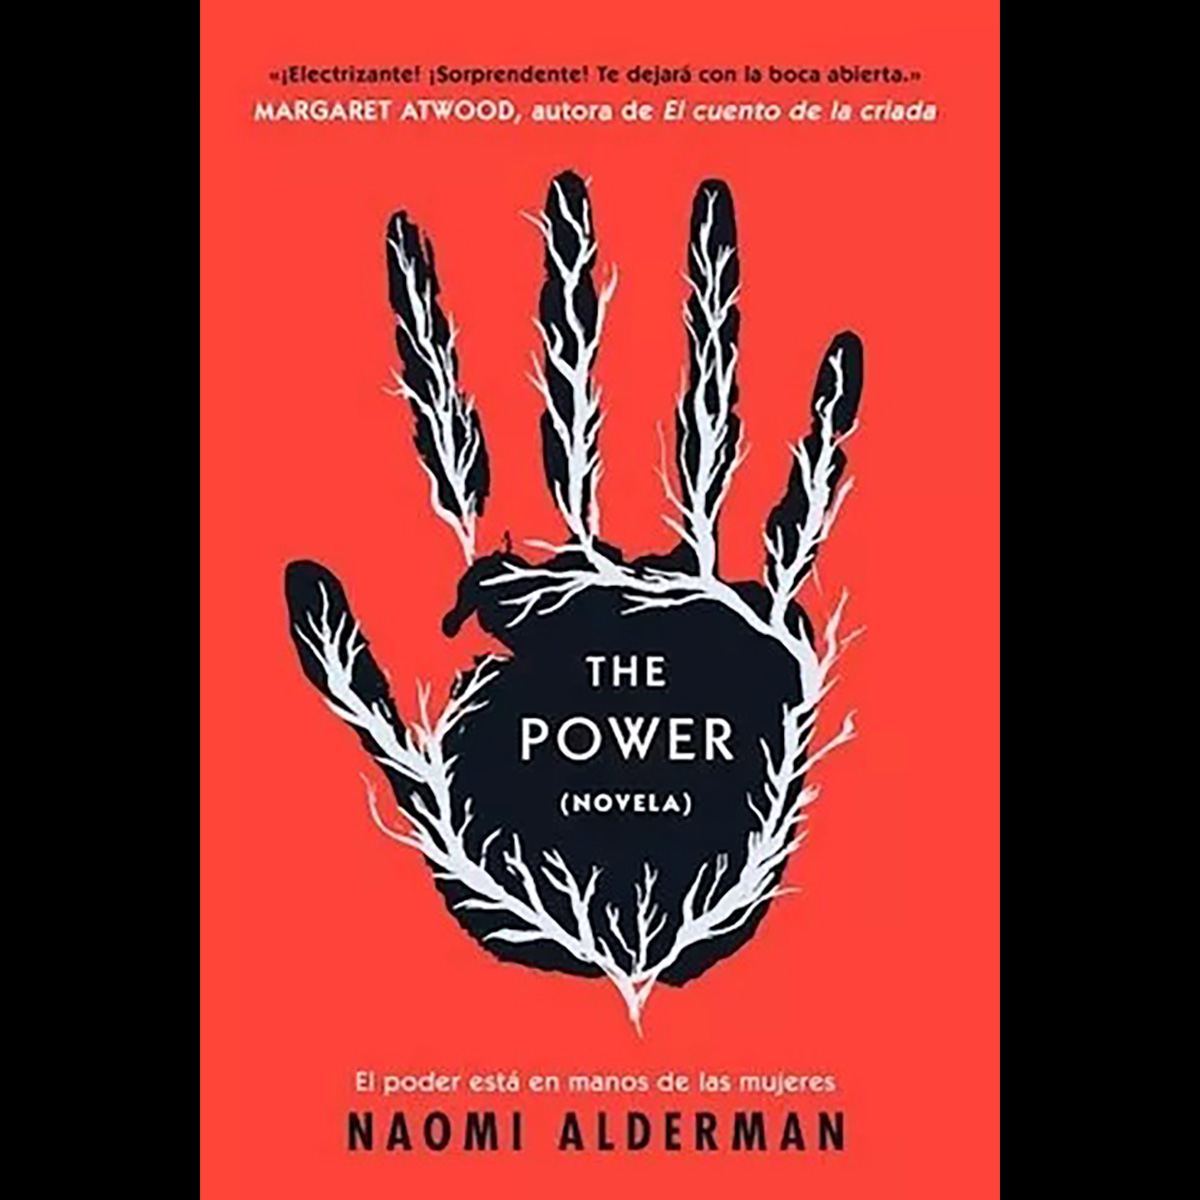 «¡Electrizante! ¡Sorprendente! Te dejará con la boca abierta.»
MARGARET ATWOOD, autora de El cuento de la criada
THE
POWER
(NOVELA)
El poder está en manos de las mujeres
NAOMI ALDERMAN